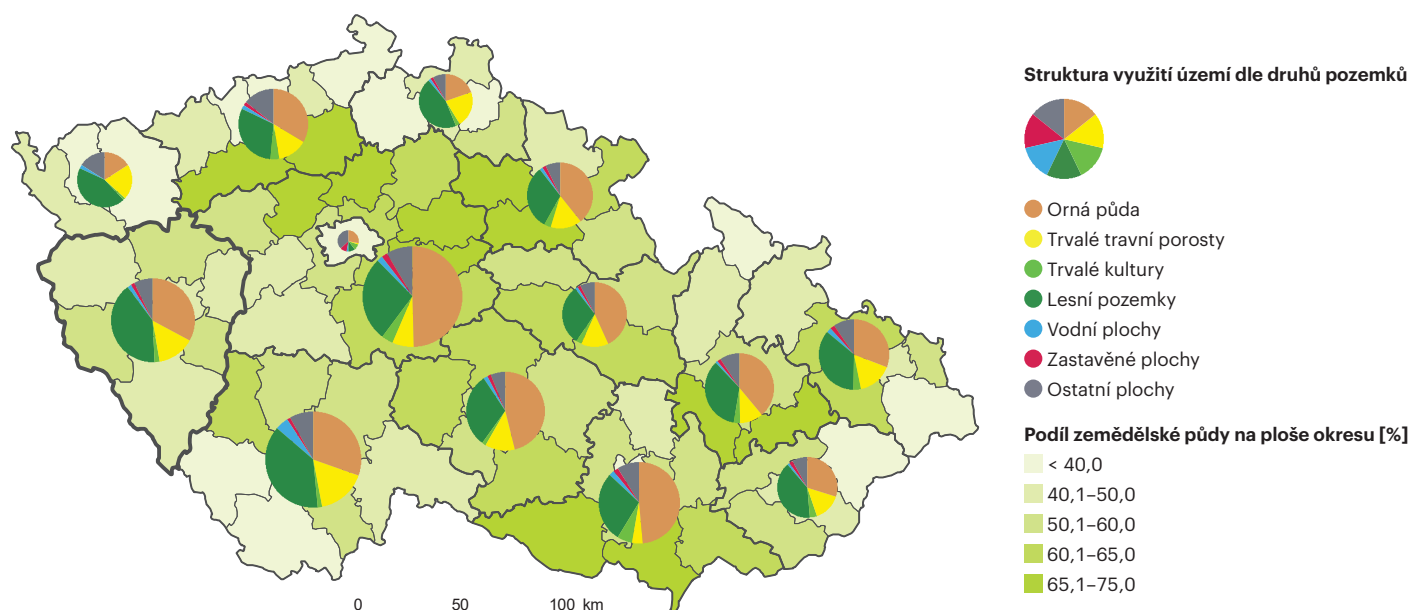 Struktura využití území dle druhů pozemků
Orná půda
Trvalé travní porosty
Trvalé kultury
Lesní pozemky
Vodní plochy
Zastavěné plochy
Ostatní plochy
Podíl zemědělské půdy na ploše okresu [%]
< 40,0
40,1–50,0
50,1–60,0
60,1–65,0
65,1–75,0
0 50 100 km